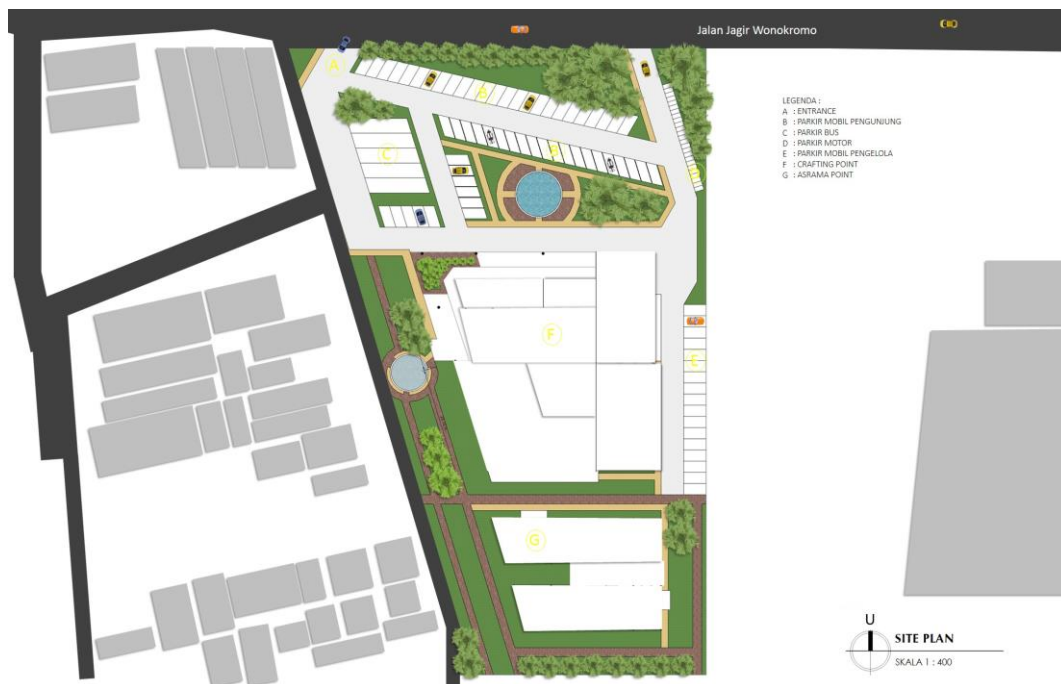 Jalan Jagir Wonokromo
LEGENDA :
A : ENTRANCE
B : PARKIR MOBIL PENGUNJUNG
C : PARKIR BUS
D : PARKIR MOTOR
E : PARKIR MOBIL PENGELOLA
F : CRAFTING POINT
G : ASRAMA POINT
A
B
B
C
D
F
E
G
U
SITE PLAN
SKALA 1 : 400